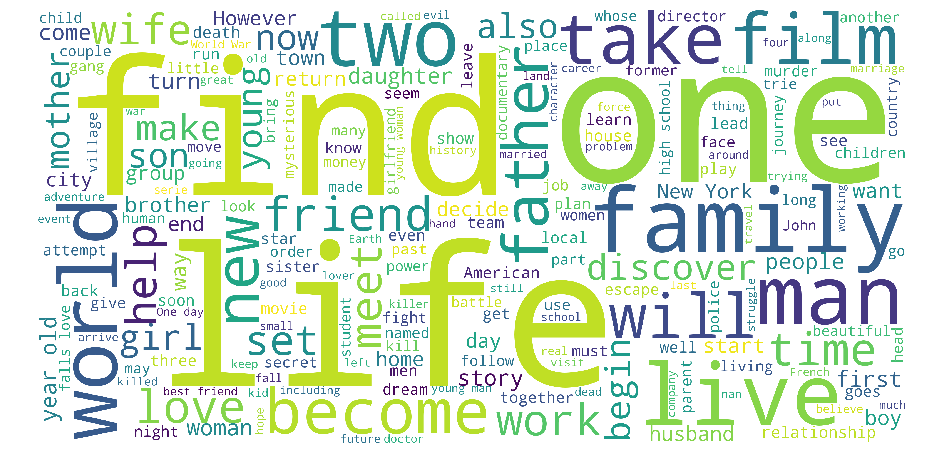 child
called
evil
whose
director
another
However
come
wife
death
World War
now
two
also
take
film
four
along
couple
run
old
town
place
career
tell
marriage
gang
little
great
return
daughter
leave
documentary
land
former
murder
mother
find
one
turn
young
bring
mysterious
seem
character
trie
country
war
make
many
girlfriend
young woman
show
father
force
learn
thing
put
village
son
move
know
history
problem
high school
lead
journey
see
group
going
money
married
house
face
around
children
city
serie
made
job
away
play
trying
adventure
brother
look
decide
plan
New York
long
want
human
friend
hand
team
women
family
John
working
event
end
new
travel
go
world
help
star
Earth
even
local
attempt
way
order
meet
past
part
discover
people
sister
power
American
back
good
lover
still
escape
last
man
give
soon
movie
killer
battle
use
will
police
struggle
One day
life
student
fight
get
school
arrive
small
named
beautiful
year old
falls love
girl
set
kill
day
real
must
begin
start
time
head
may
three
secret
left
home
follow
visit
well
killed
keep
fall
men
story
company
parent
living
French
first
love
best friend
kid
including
dream
together
dead
live
nan
believe
goes
much
become
young man
work
boy
night
woman
hope
husband
relationship
future
doctor